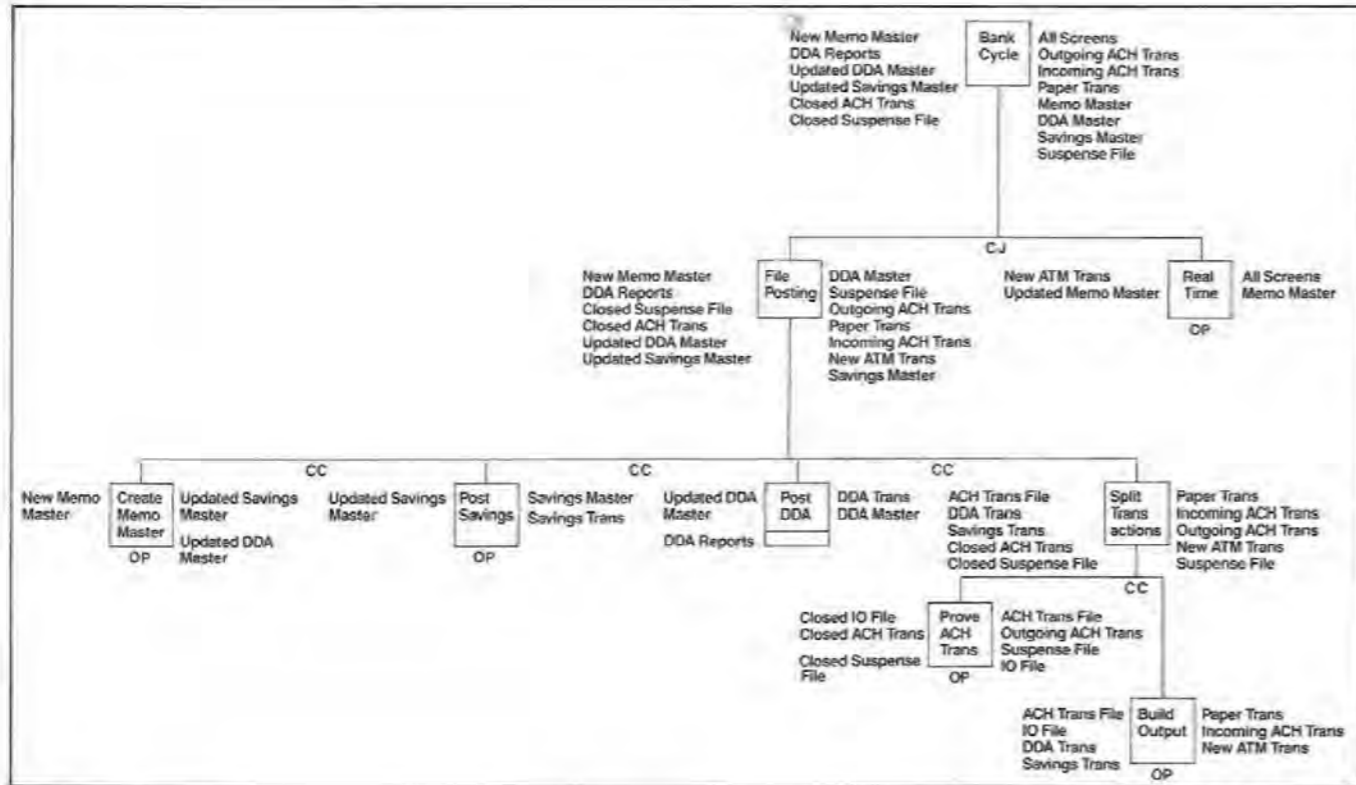 New Memo Master
DDA Reports
Updated DDA Master
Updated Savings Master
Closed ACH Trans
Closed Suspense File
Bank
Cycle
All Screens
Outgoing ACH Trans
Incoming ACH Trans
Paper Trans
Memo Master
DDA Master
Savings Master
Suspense File
CJ
New Memo Master
DDA Reports
Closed Suspense File
Closed ACH Trans
Updated DDA Master
Updated Savings Master
File
Posting
DDA Master
Suspense File
Outgoing ACH Trans
Paper Trans
Incoming ACH Trans
New ATM Trans
Savings Master
New ATM Trans
Updated Memo Master
Real
Time
OP
All Screens
Memo Master
CC
CC
CC
New Memo
Master
Create
Memo
Master
OP
Updated Savings
Master
Updated DDA
Master
Updated Savings
Master
Post
Savings
OP
Savings Master
Savings Trans
Updated DDA
Master
DDA Reports
Post
DDA
DDA Trans
DDA Master
ACH Trans File
DDA Trans
Savings Trans
Closed ACH Trans
Closed Suspense File
Split
Trans
actions
Paper Trans
Incoming ACH Trans
Outgoing ACH Trans
New ATM Trans
Suspense File
CC
Closed IO File
Closed ACH Trans
Closed Suspense
File
Prove
ACH
Trans
OP
ACH Trans File
Outgoing ACH Trans
Suspense File
IO File
ACH Trans File
IO File
DDA Trans
Savings Trans
Build
Output
OP
Paper Trans
Incoming ACH Trans
New ATM Trans